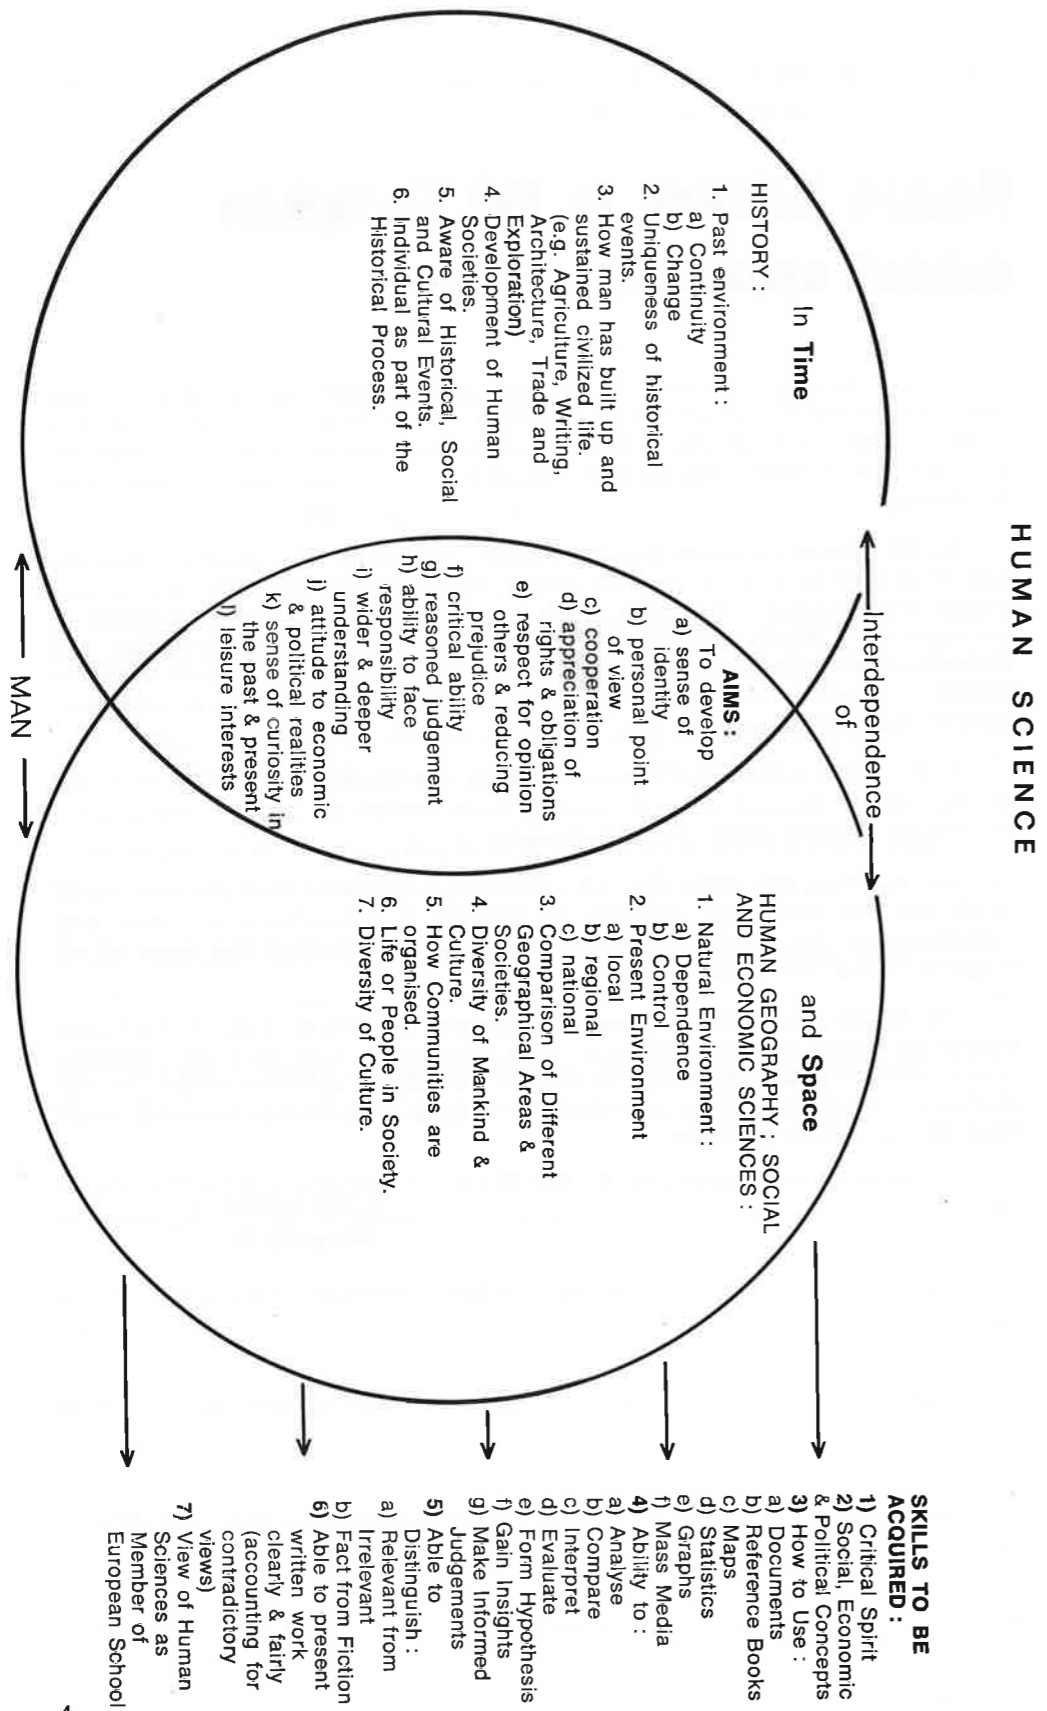 HUMAN SCIENCE
Interdependence
of
In Time
HISTORY :
1. Past environment :
a) Continuity
b) Change
2. Uniqueness of historical
events.
3. How man has built up and
sustained civilized life.
(e.g. Agriculture, Writing,
Architecture, Trade and
Exploration)
4. Development of Human
Societies.
5. Aware of Historical, Social
and Cultural Events.
6. Individual as part of the
Historical Process.
AIMS :
To develop
a) sense of
identity
b) personal point
of view
c) cooperation
d) appreciation of
rights & obligations
e) respect for opinion
others & reducing
prejudice
f) critical ability
g) reasoned judgement
h) ability to face
responsibility
i) wider & deeper
understanding
j) attitude to economic
& political realities
k) sense of curiosity in
the past & present
l) leisure interests
and Space
HUMAN GEOGRAPHY ; SOCIAL
AND ECONOMIC SCIENCES :
1. Natural Environment :
a) Dependence
b) Control
2. Present Environment
a) local
b) regional
c) national
3. Comparison of Different
Geographical Areas &
Societies.
4. Diversity of Mankind &
Culture.
5. How Communities are
organised.
6. Life or People in Society.
7. Diversity of Culture.
MAN
SKILLS TO BE
ACQUIRED :
1) Critical Spirit
2) Social, Economic
& Political Concepts
3) How to Use :
a) Documents
b) Reference Books
c) Maps
d) Statistics
e) Graphs
f) Mass Media
4) Ability to :
a) Analyse
b) Compare
c) Interpret
d) Evaluate
e) Form Hypothesis
f) Gain Insights
g) Make Informed
Judgements
5) Able to
Distinguish :
a) Relevant from
Irrelevant
b) Fact from Fiction
6) Able to present
written work
clearly & fairly
(accounting for
contradictory
views)
7) View of Human
Sciences as
Member of
European School